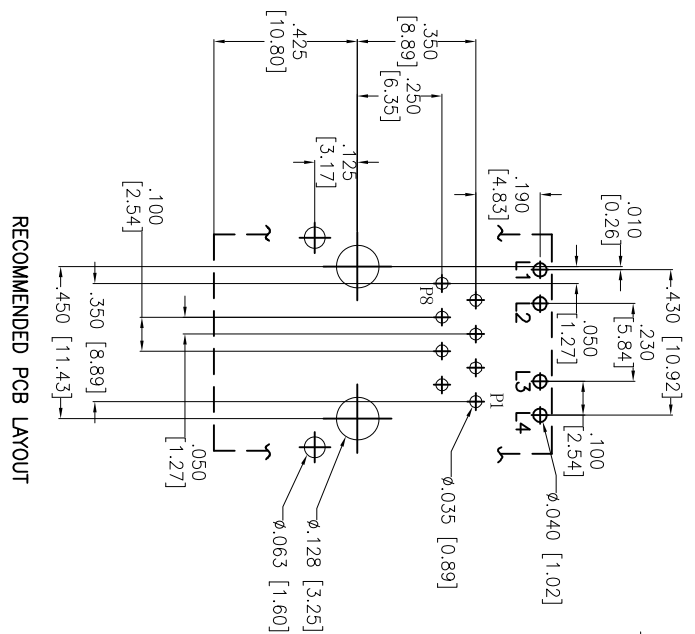 .425
[10.80]
.350
[8.89]
.250
[6.35]
.125
[3.17]
.190
[4.83]
.010
[0.26]
.100
[2.54]
.430 [10.92]
.230
[5.84]
.050
[1.27]
.100
[2.54]
L1
L2
L3
L4
P8
P1
.050
[1.27]
.350 [8.89]
.450 [11.43]
ø.040 [1.02]
ø.035 [0.89]
ø.128 [3.25]
ø.063 [1.60]
RECOMMENDED PCB LAYOUT